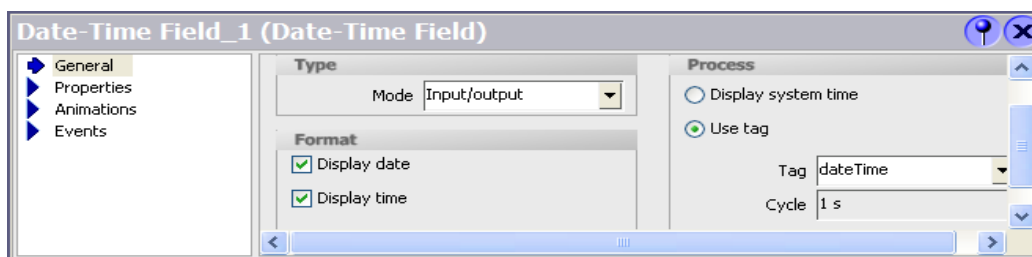 Date-Time Field_1 (Date-Time Field)
General
Properties
Animations
Events
Type
Mode Input/output
Format
Display date
Display time
Process
Display system time
Use tag
Tag dateTime
Cycle 1 s